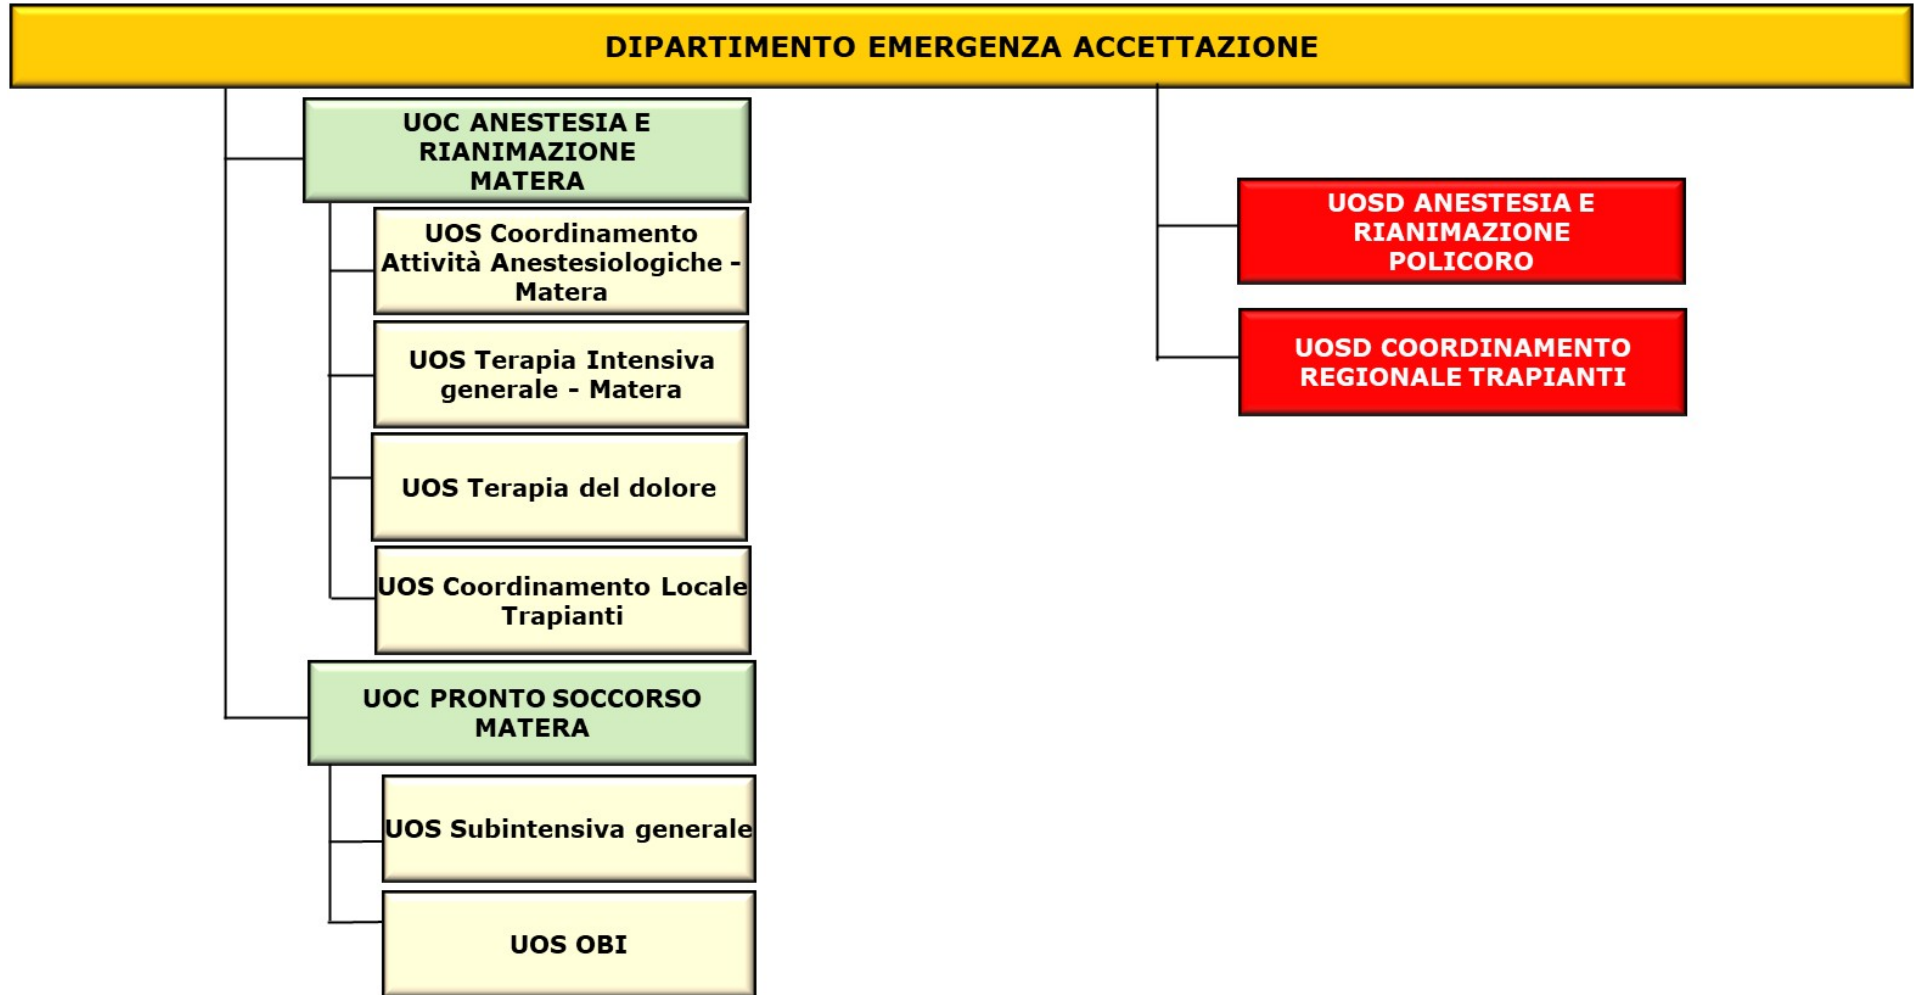 DIPARTIMENTO EMERGENZA ACCETTAZIONE
UOC ANESTESIA E
RIANIMAZIONE
MATERA
UOS Coordinamento
Attività Anestesiologiche -
Matera
UOS Terapia Intensiva
generale - Matera
UOS Terapia del dolore
UOS Coordinamento Locale
Trapianti
UOC PRONTO SOCCORSO
MATERA
UOS Subintensiva generale
UOS OBI
UOSD ANESTESIA E
RIANIMAZIONE
POLICORO
UOSD COORDINAMENTO
REGIONALE TRAPIANTI